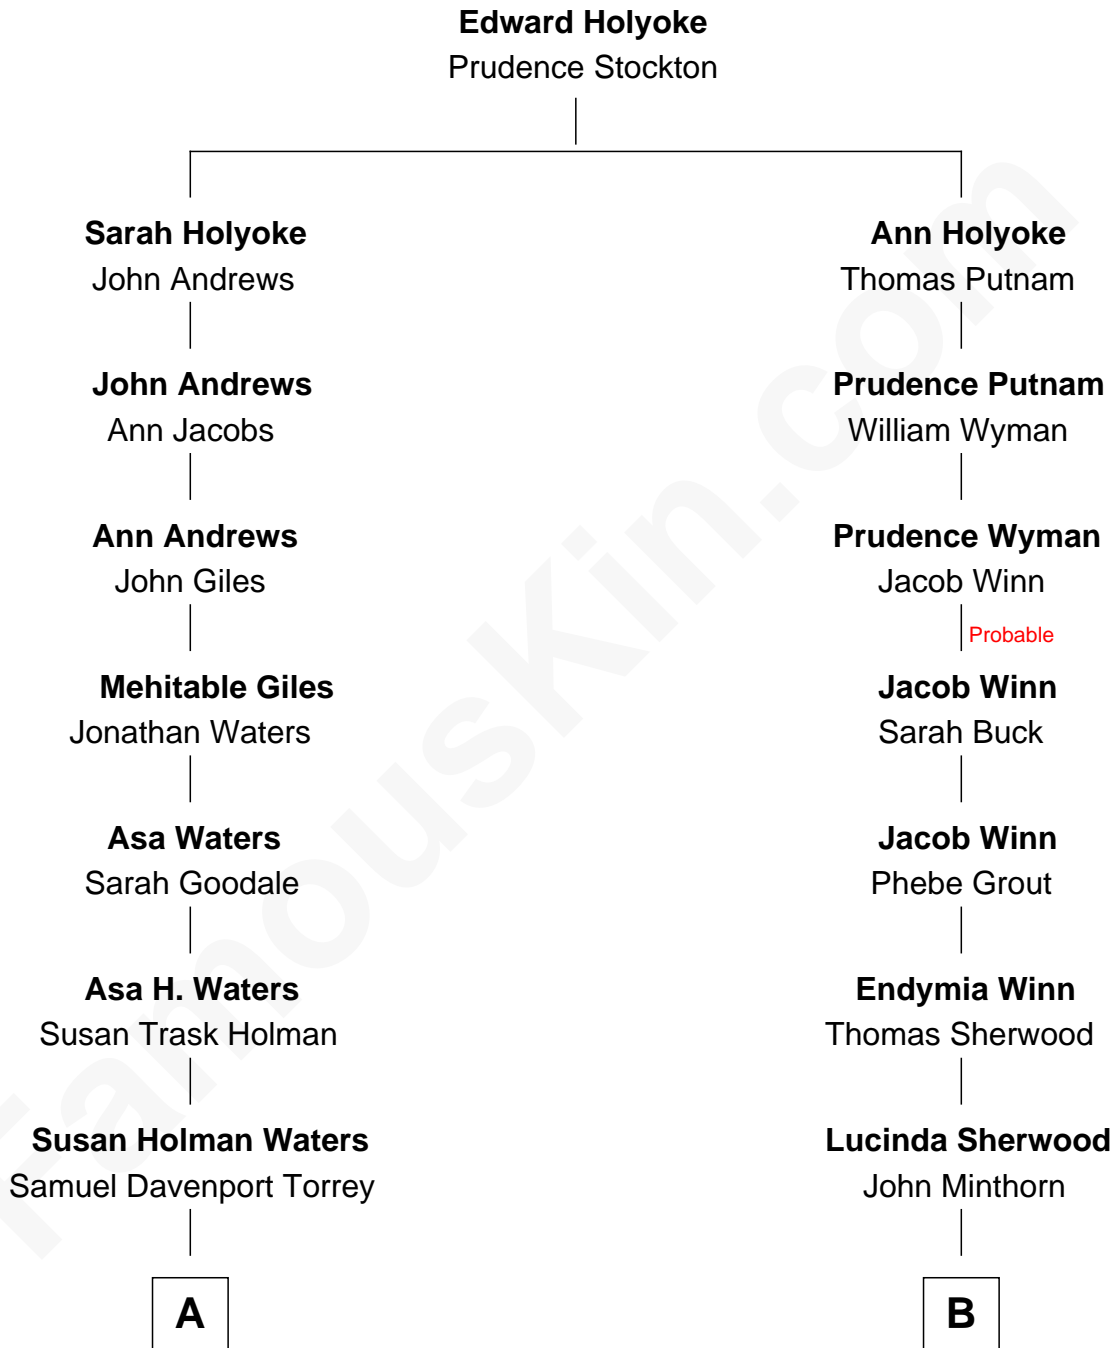 Edward Holyoke
Prudence Stockton
Sarah Holyoke
John Andrews
Ann Holyoke
Thomas Putnam
John Andrews
Ann Jacobs
Prudence Putnam
William Wyman
Ann Andrews
John Giles
Prudence Wyman
Jacob Winn
Probable
Mehitable Giles
Jonathan Waters
Jacob Winn
Sarah Buck
Asa Waters
Sarah Goodale
Jacob Winn
Phebe Grout
Asa H. Waters
Susan Trask Holman
Endymia Winn
Thomas Sherwood
Susan Holman Waters
Samuel Davenport Torrey
Lucinda Sherwood
John Minthorn
A
B
FamousKin.com